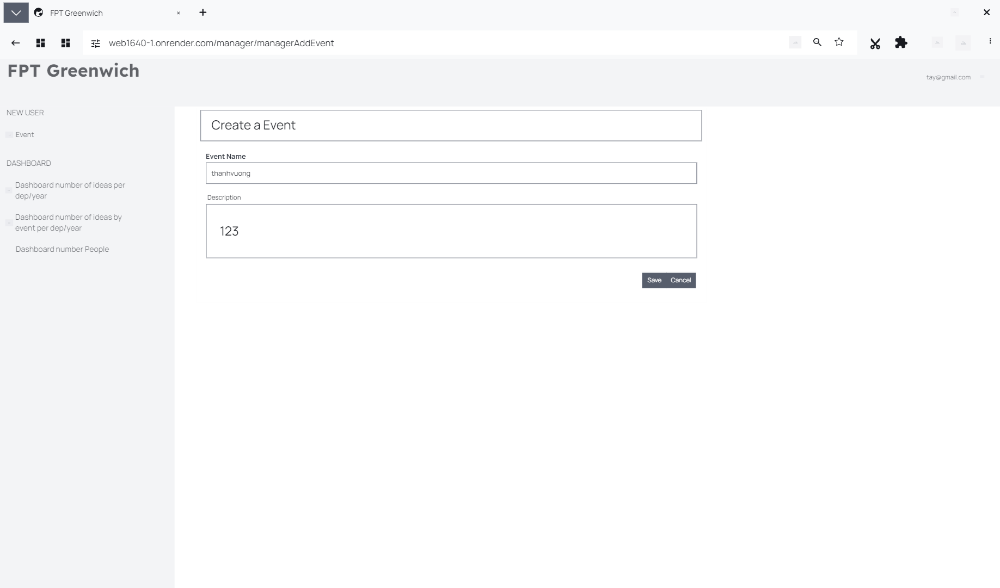 FPT Greenwich
web1640-1.onrender.com/manager/managerAddEvent
FPT Greenwich
tay@gmail.com
NEW USER
Event
DASHBOARD
Dashboard number of ideas per
dep/year
Dashboard number of ideas by
event per dep/year
Dashboard number People
Create a Event
Event Name
thanhvuong
Description
123
Save Cancel